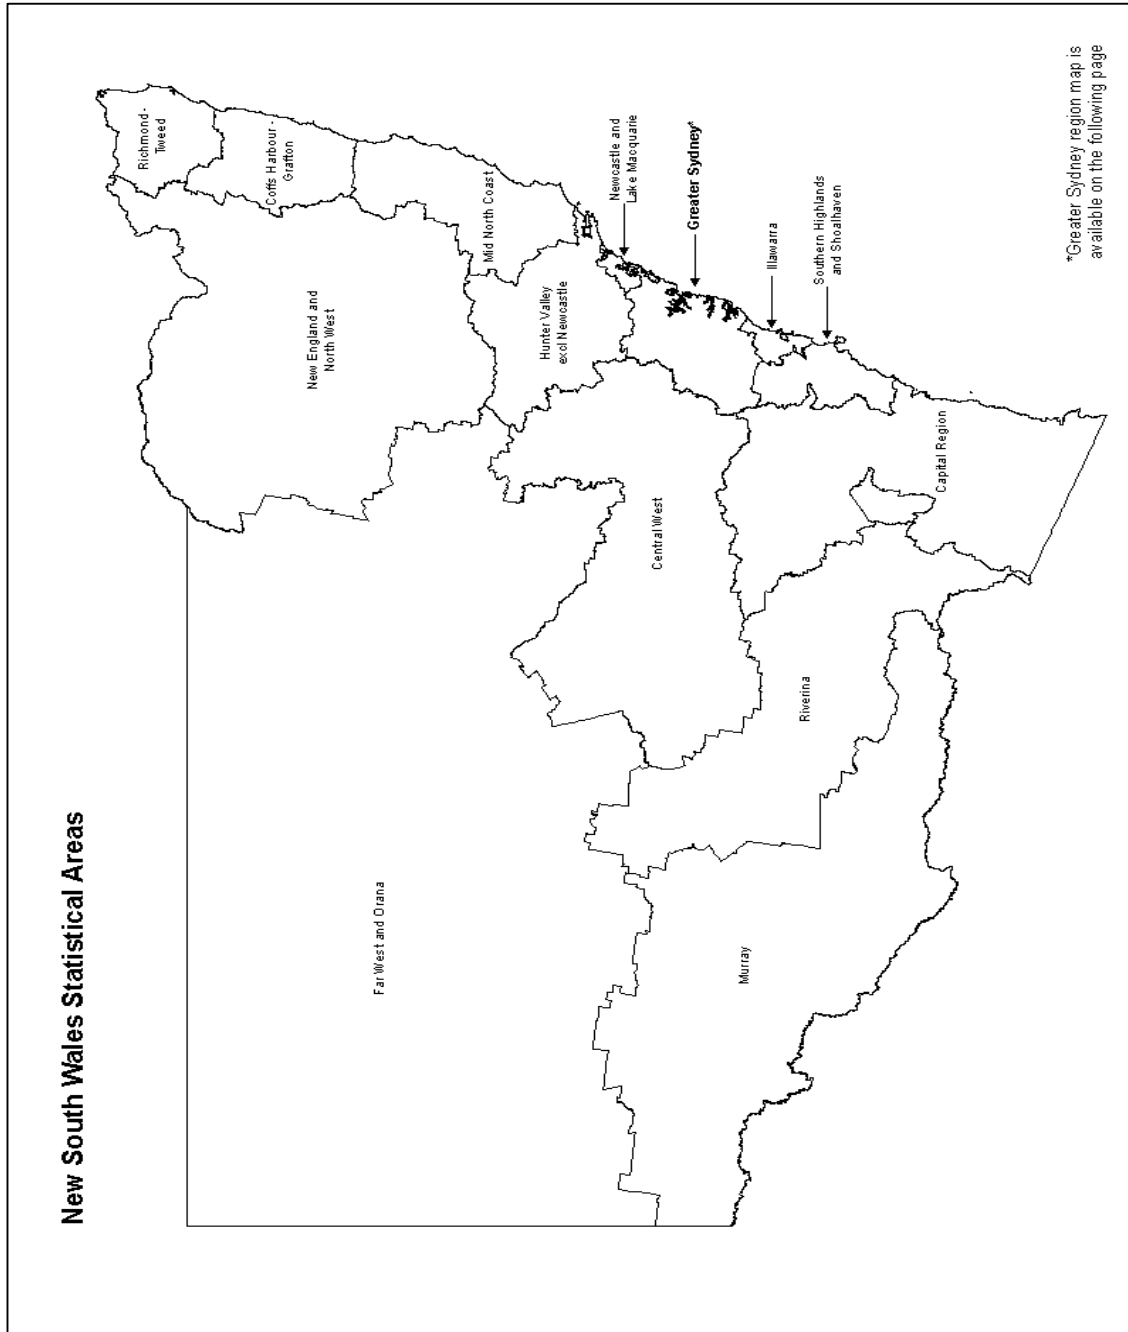 New South Wales Statistical Areas
Richmond -
Tweed
Coffs Harbour -
Grafton
New England and
North West
Mid North Coast
Hunter Valley
excl Newcastle
Newcastle and
Lake Macquarie
Greater Sydney*
Far West and Orana
Central West
Illawarra
Southern Highlands
and Shoalhaven
Capital Region
Riverina
Murray
*Greater Sydney region map is
available on the following page